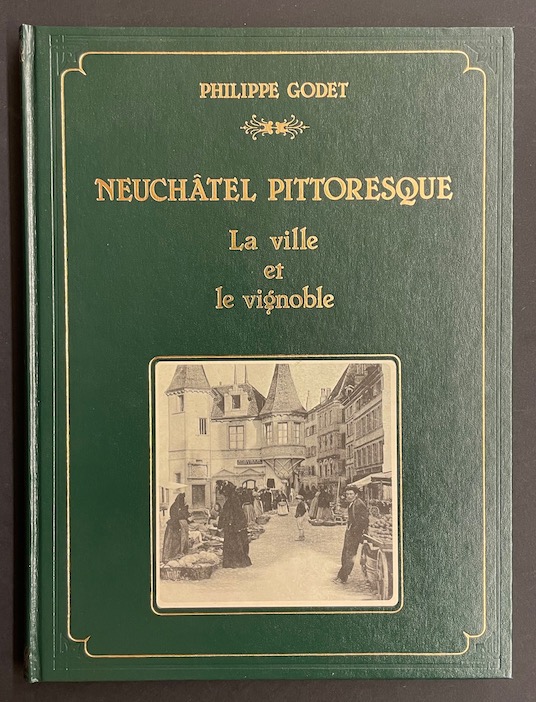 PHILIPPE GODET
NEUCHÂTEL PITTORESQUE
La ville
et
le vignoble